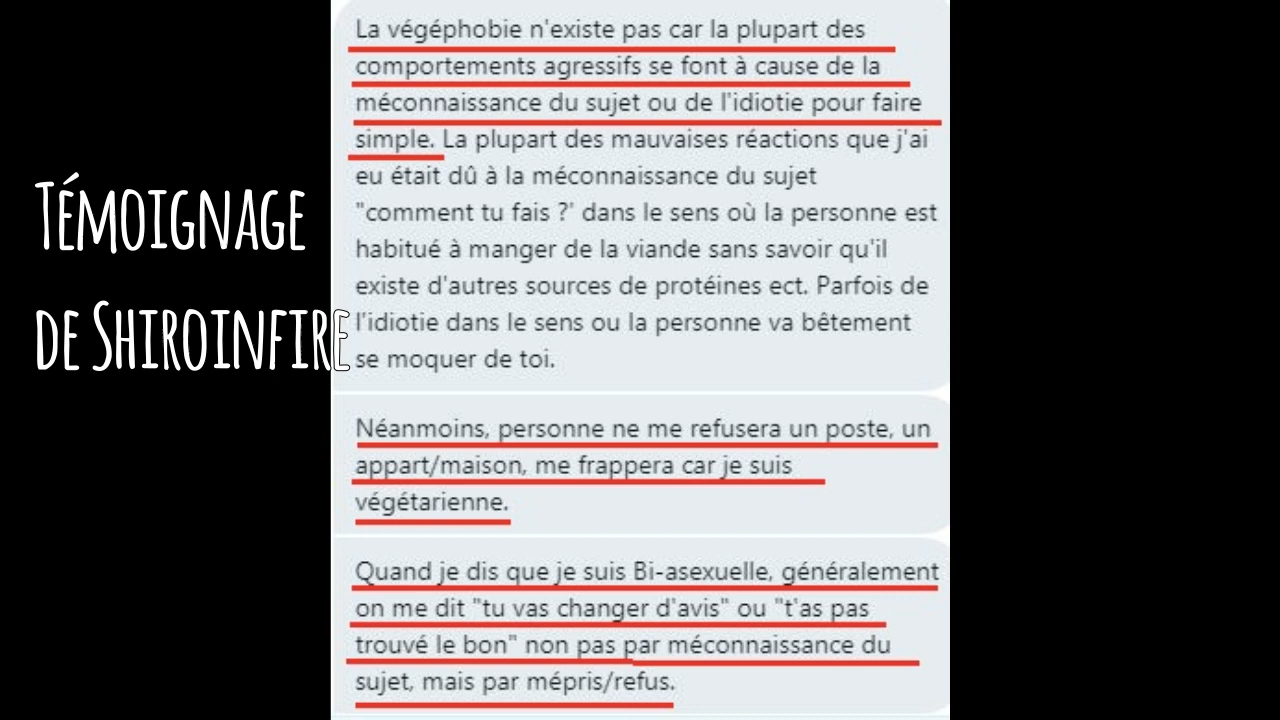 Témoignage
de Shiroinfire
La végéphobie n'existe pas car la plupart des
comportements agressifs se font à cause de la
méconnaissance du sujet ou de l'idiotie pour faire
simple. La plupart des mauvaises réactions que j'ai
eu était dû à la méconnaissance du sujet
"comment tu fais ?' dans le sens où la personne est
habitué à manger de la viande sans savoir qu'il
existe d'autres sources de protéines ect. Parfois de
l'idiotie dans le sens ou la personne va bêtement
se moquer de toi.
Néanmoins, personne ne me refusera un poste, un
appart/maison, me frappera car je suis
végétarienne.
Quand je dis que je suis Bi-asexuelle, généralement
on me dit "tu vas changer d'avis" ou "t'as pas
trouvé le bon" non pas par méconnaissance du
sujet, mais par mépris/refus.